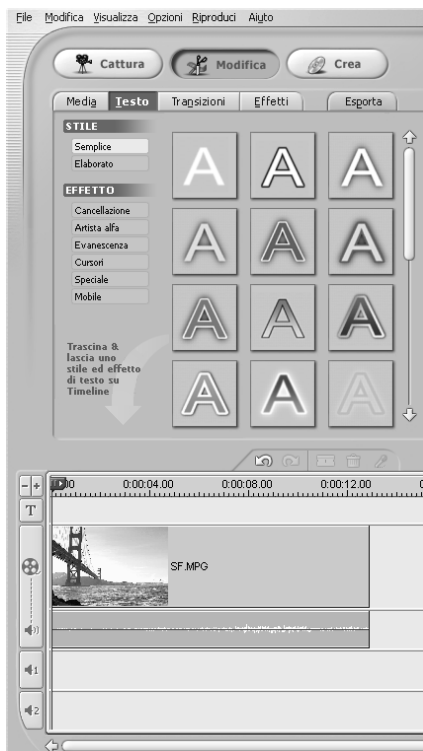 File Modifica Visualizza Opzioni Riproduci Aiuto
Cattura Modifica Crea
Media Testo Transizioni Effetti Esporta
STILE
Semplice
Elaborato
EFFETTO
Cancellazione
Artista alfa
Evanescenza
Cursori
Speciale
Mobile
Trascina &
lascia uno
stile ed effetto
di testo su
Timeline
A A A
A A A
A A A
A A A
0:00:04.00 0:00:08.00 0:00:12.00
T
SF.MPG
1
2